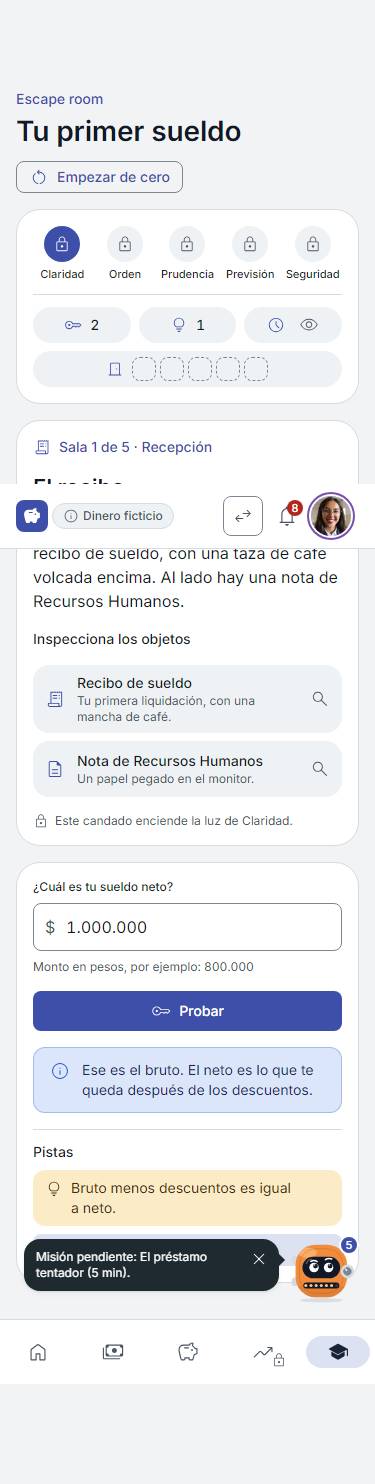 Escape room
Tu primer sueldo
Empezar de cero
Claridad
Orden
Prudencia
Previsión
Seguridad
2
1
Sala 1 de 5 · Recepción
Dinero ficticio
8
recibo de sueldo, con una taza de café
volcada encima. Al lado hay una nota de
Recursos Humanos.
Inspecciona los objetos
Recibo de sueldo
Tu primera liquidación, con una
mancha de café.
Nota de Recursos Humanos
Un papel pegado en el monitor.
Este candado enciende la luz de Claridad.
¿Cuál es tu sueldo neto?
$ 1.000.000
Monto en pesos, por ejemplo: 800.000
Probar
Ese es el bruto. El neto es lo que te
queda después de los descuentos.
Pistas
Bruto menos descuentos es igual
a neto.
Misión pendiente: El préstamo
tentador (5 min).
5